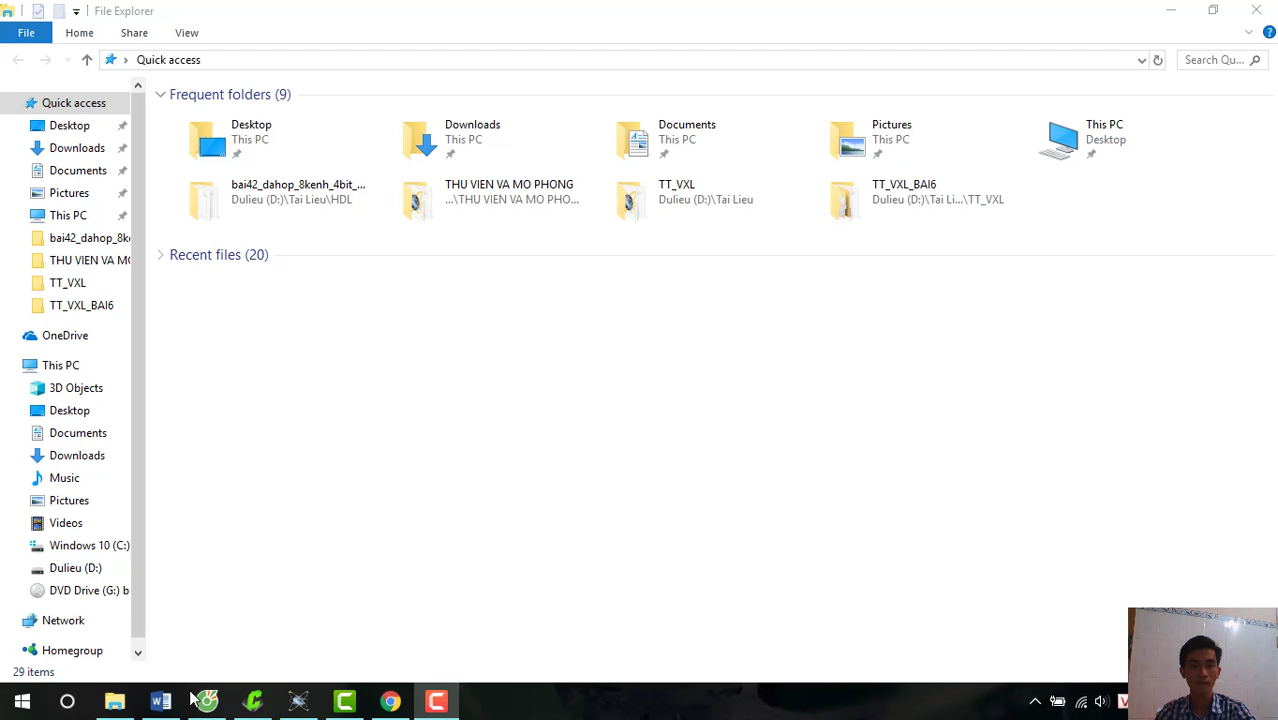 File Explorer
File
Home
Share
View
Quick access
Search Qu...
Quick access
Desktop
Downloads
Documents
Pictures
This PC
bai42_dahop_8k
THU VIEN VA MO
TT_VXL
TT_VXL_BAI6
OneDrive
This PC
3D Objects
Desktop
Documents
Downloads
Music
Pictures
Videos
Windows 10 (C:)
Dulieu (D:)
DVD Drive (G:) b
Network
Homegroup
Frequent folders (9)
Desktop
This PC
Downloads
This PC
Documents
This PC
Pictures
This PC
This PC
Desktop
bai42_dahop_8kenh_4bit_...
Dulieu (D:)\Tai Lieu\HDL
THU VIEN VA MO PHONG
...\THU VIEN VA MO PHO...
TT_VXL
Dulieu (D:)\Tai Lieu
TT_VXL_BAI6
Dulieu (D:)\Tai Li...\TT_VXL
Recent files (20)
29 items